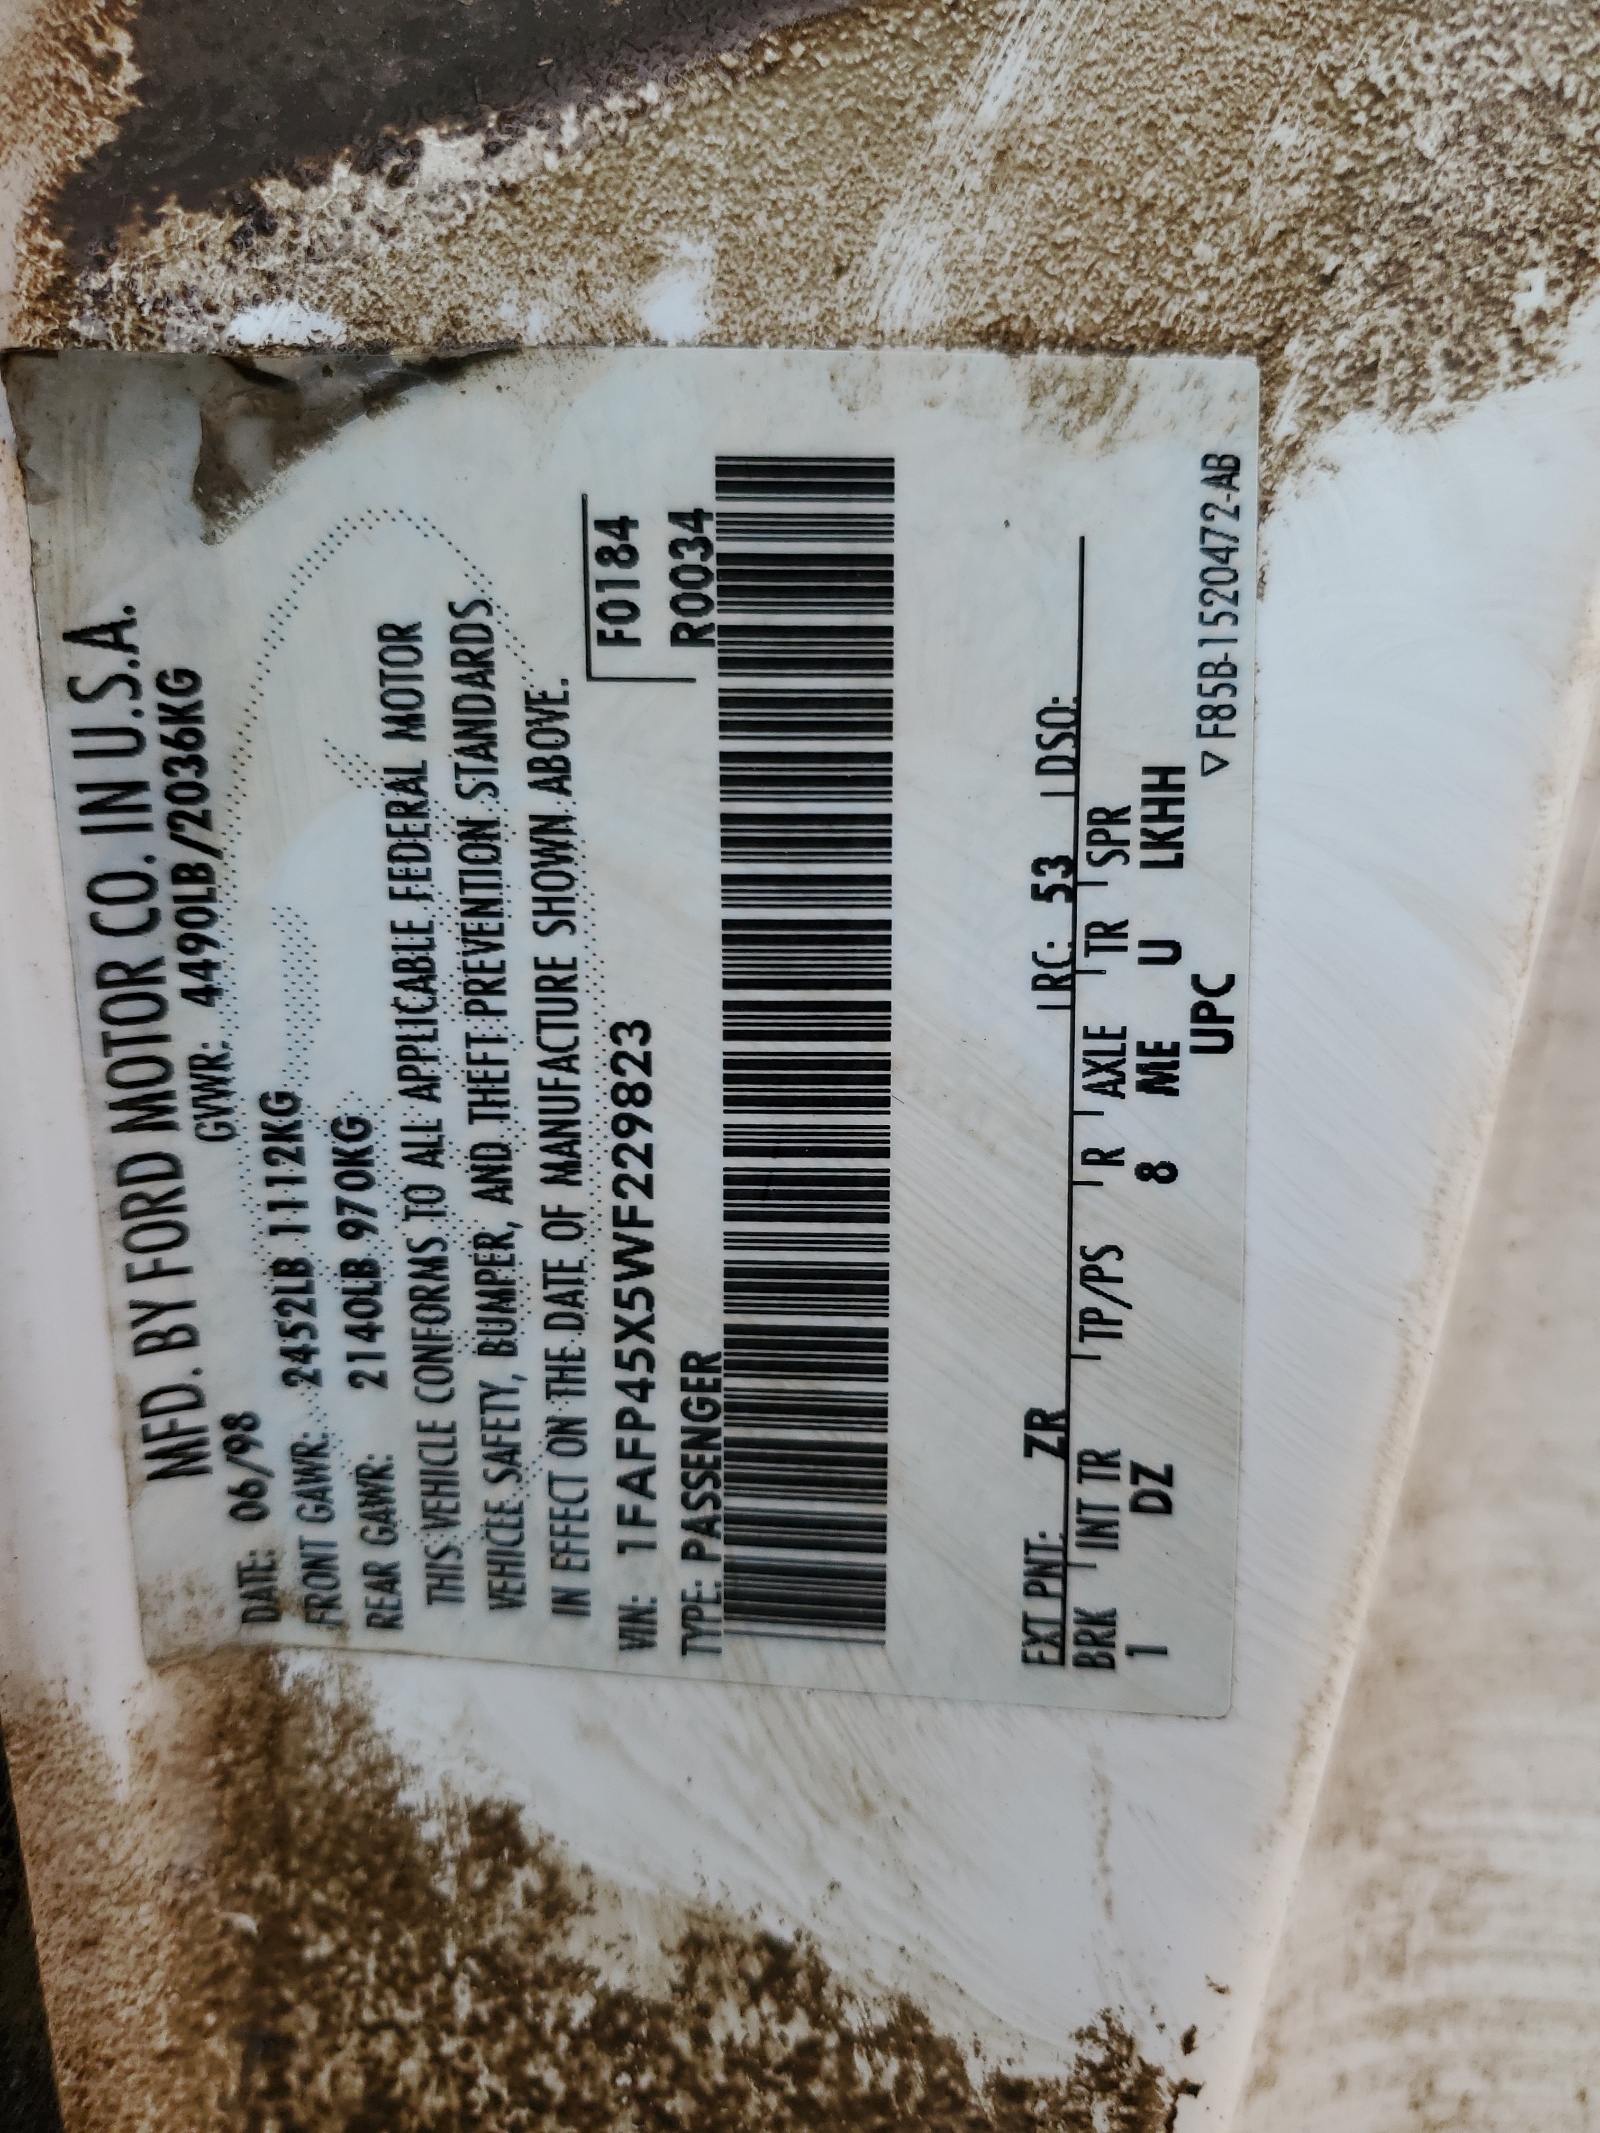 MFD. BY FORD MOTOR CO. IN U.S.A.
DATE: 06/98 GVWR: 4490LB/2036KG
FRONT GAWR: 2452LB 1112KG
REAR GAWR: 2140LB 970KG
THIS VEHICLE CONFORMS TO ALL APPLICABLE FEDERAL MOTOR
VEHICLE SAFETY, BUMPER, AND THEFT PREVENTION STANDARDS
IN EFFECT ON THE DATE OF MANUFACTURE SHOWN ABOVE.
VIN: 1FAFP45X5WF229823 F0184
TYPE: PASSENGER R0034
EXT PNT: ZR RC: 53 DSO:
BRK INT TR TP/PS R AXLE TR SPR
1 DZ 8 ME U LKHH
UPC
▽ F85B-1520472-AB